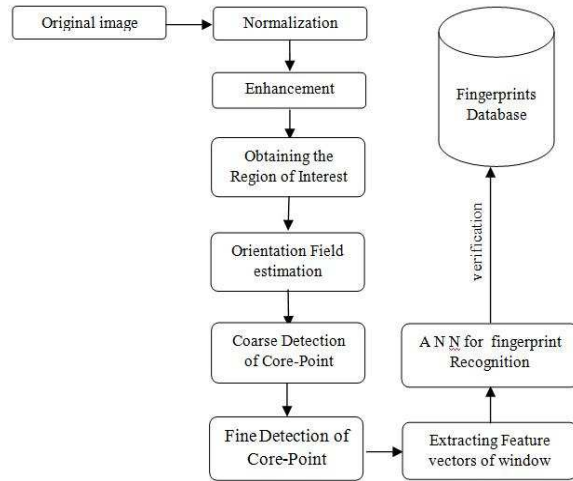 Original image
Normalization
Enhancement
Obtaining the
Region of Interest
Orientation Field
estimation
Coarse Detection
of Core-Point
Fine Detection of
Core-Point
Extracting Feature
vectors of window
A N N for fingerprint
Recognition
verification
Fingerprints
Database